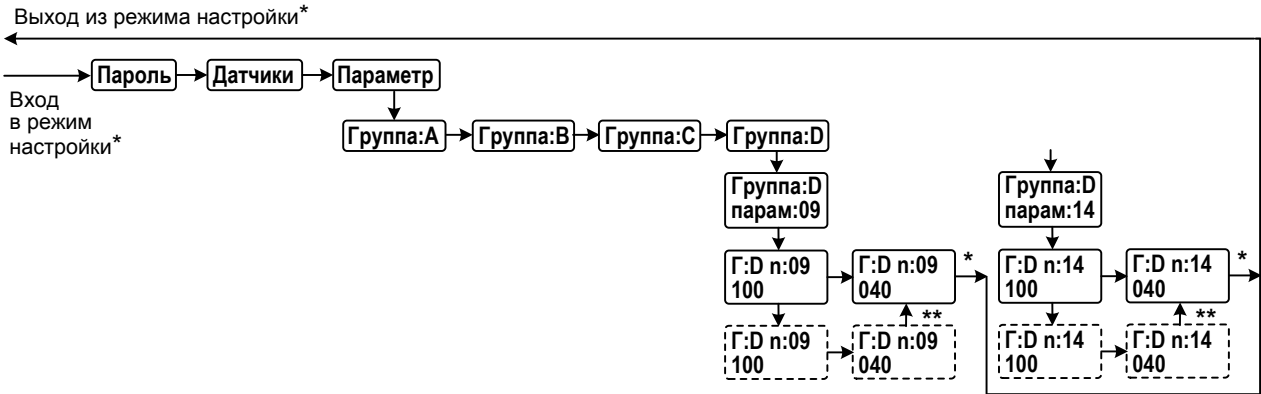 Выход из режима настройки*
Пароль
Датчики
Параметр
Вход
в режим
настройки*
Группа:A
Группа:B
Группа:C
Группа:D
Группа:D
парам:09
Группа:D
парам:14
Г:D n:09
100
Г:D n:09
040
*
Г:D n:14
100
Г:D n:14
040
*
**
**
Г:D n:09
100
Г:D n:09
040
Г:D n:14
100
Г:D n:14
040